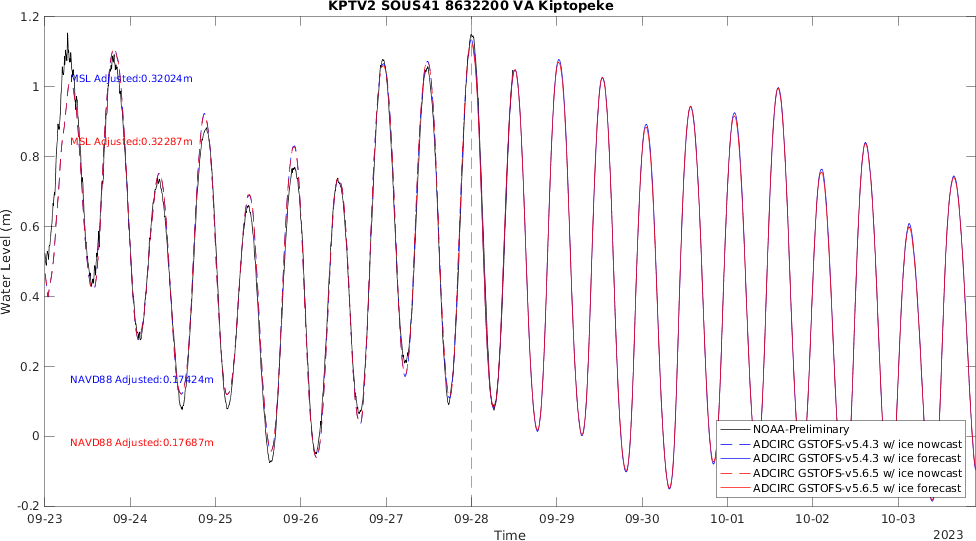 KPTV2 SOUS41 8632200 VA Kiptopeke
1.2
1
0.8
0.6
0.4
0.2
0
-0.2
Water Level (m)
MSL Adjusted:0.32024m
MSL Adjusted:0.32287m
NAVD88 Adjusted:0.17424m
NAVD88 Adjusted:0.17687m
NOAA-Preliminary
ADCIRC GSTOFS-v5.4.3 w/ ice nowcast
ADCIRC GSTOFS-v5.4.3 w/ ice forecast
ADCIRC GSTOFS-v5.6.5 w/ ice nowcast
ADCIRC GSTOFS-v5.6.5 w/ ice forecast
09-23 09-24 09-25 09-26 09-27 09-28 09-29 09-30 10-01 10-02 10-03
Time
2023